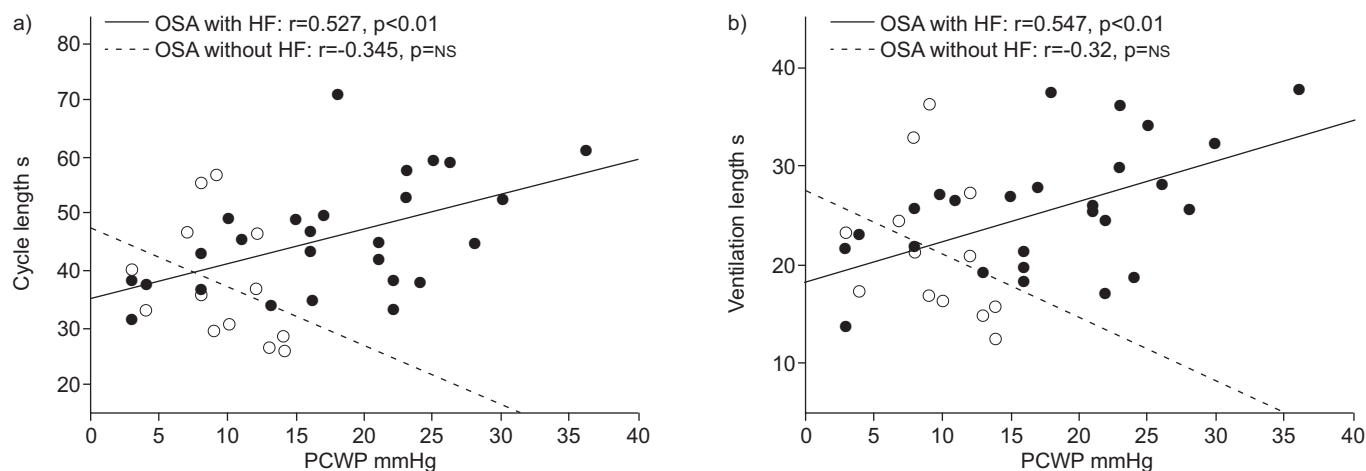 a)
OSA with HF: r=0.527, p<0.01
OSA without HF: r=-0.345, p=NS
80
70
60
50
40
30
20
Cycle length s
0 5 10 15 20 25 30 35 40
PCWP mmHg
b)
OSA with HF: r=0.547, p<0.01
OSA without HF: r=-0.32, p=NS
40
30
20
10
Ventilation length s
0 5 10 15 20 25 30 35 40
PCWP mmHg